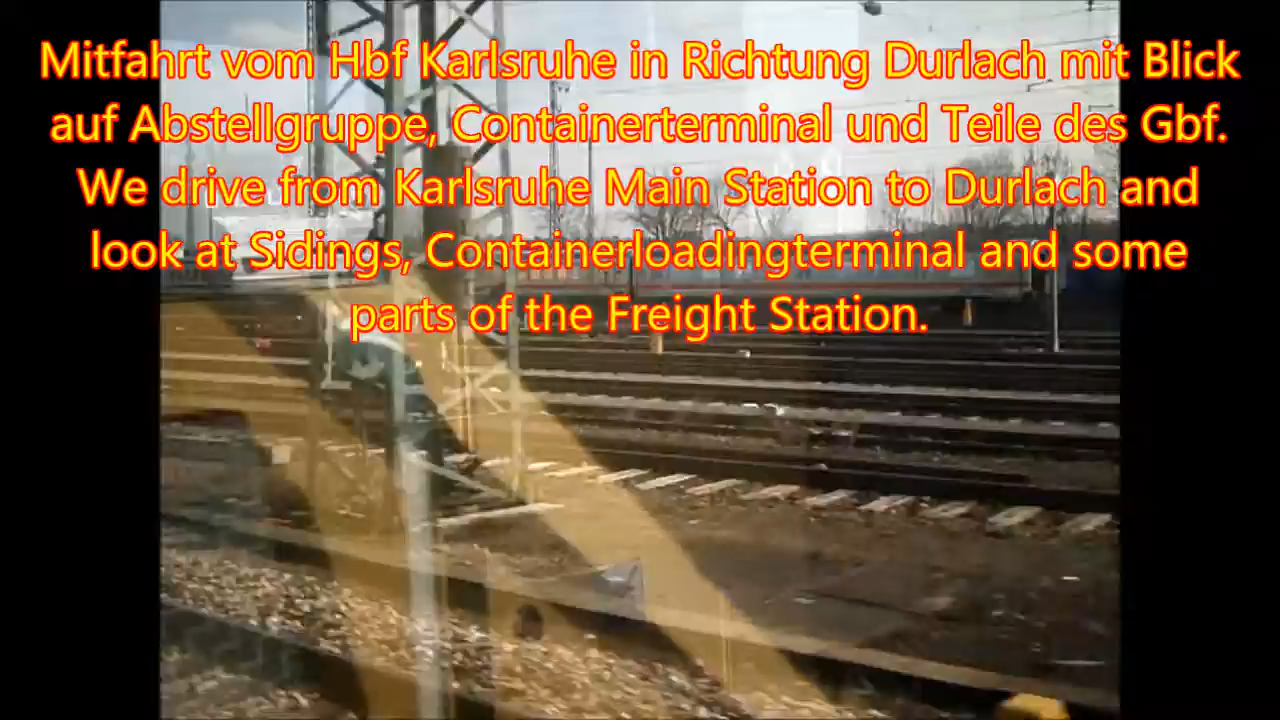 Mitfahrt vom Hbf Karlsruhe in Richtung Durlach mit Blick
auf Abstellgruppe, Containerterminal und Teile des Gbf.
We drive from Karlsruhe Main Station to Durlach and
look at Sidings, Containerloadingterminal and some
parts of the Freight Station.